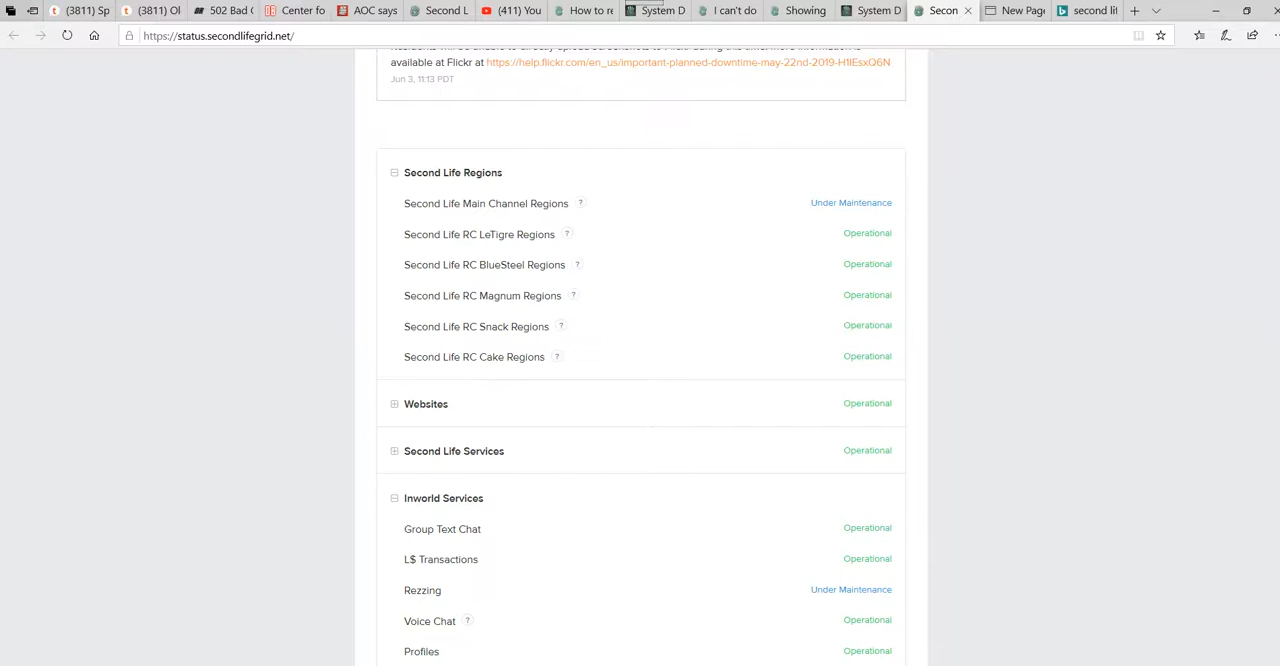 (3811) Sp
(3811) Ol
502 Bad G
Center fo
AOC says
Second L
(411) You
How to re
System D
I can't do
Showing
System D
Secon
New Page
second lif
https://status.secondlifegrid.net/
available at Flickr at https://help.flickr.com/en_us/important-planned-downtime-may-22nd-2019-H1lEsxQ6N
Jun 3, 11:13 PDT
Second Life Regions
Second Life Main Channel Regions ? Under Maintenance
Second Life RC LeTigre Regions ? Operational
Second Life RC BlueSteel Regions ? Operational
Second Life RC Magnum Regions ? Operational
Second Life RC Snack Regions ? Operational
Second Life RC Cake Regions ? Operational
Websites Operational
Second Life Services Operational
Inworld Services
Group Text Chat Operational
L$ Transactions Operational
Rezzing Under Maintenance
Voice Chat ? Operational
Profiles Operational